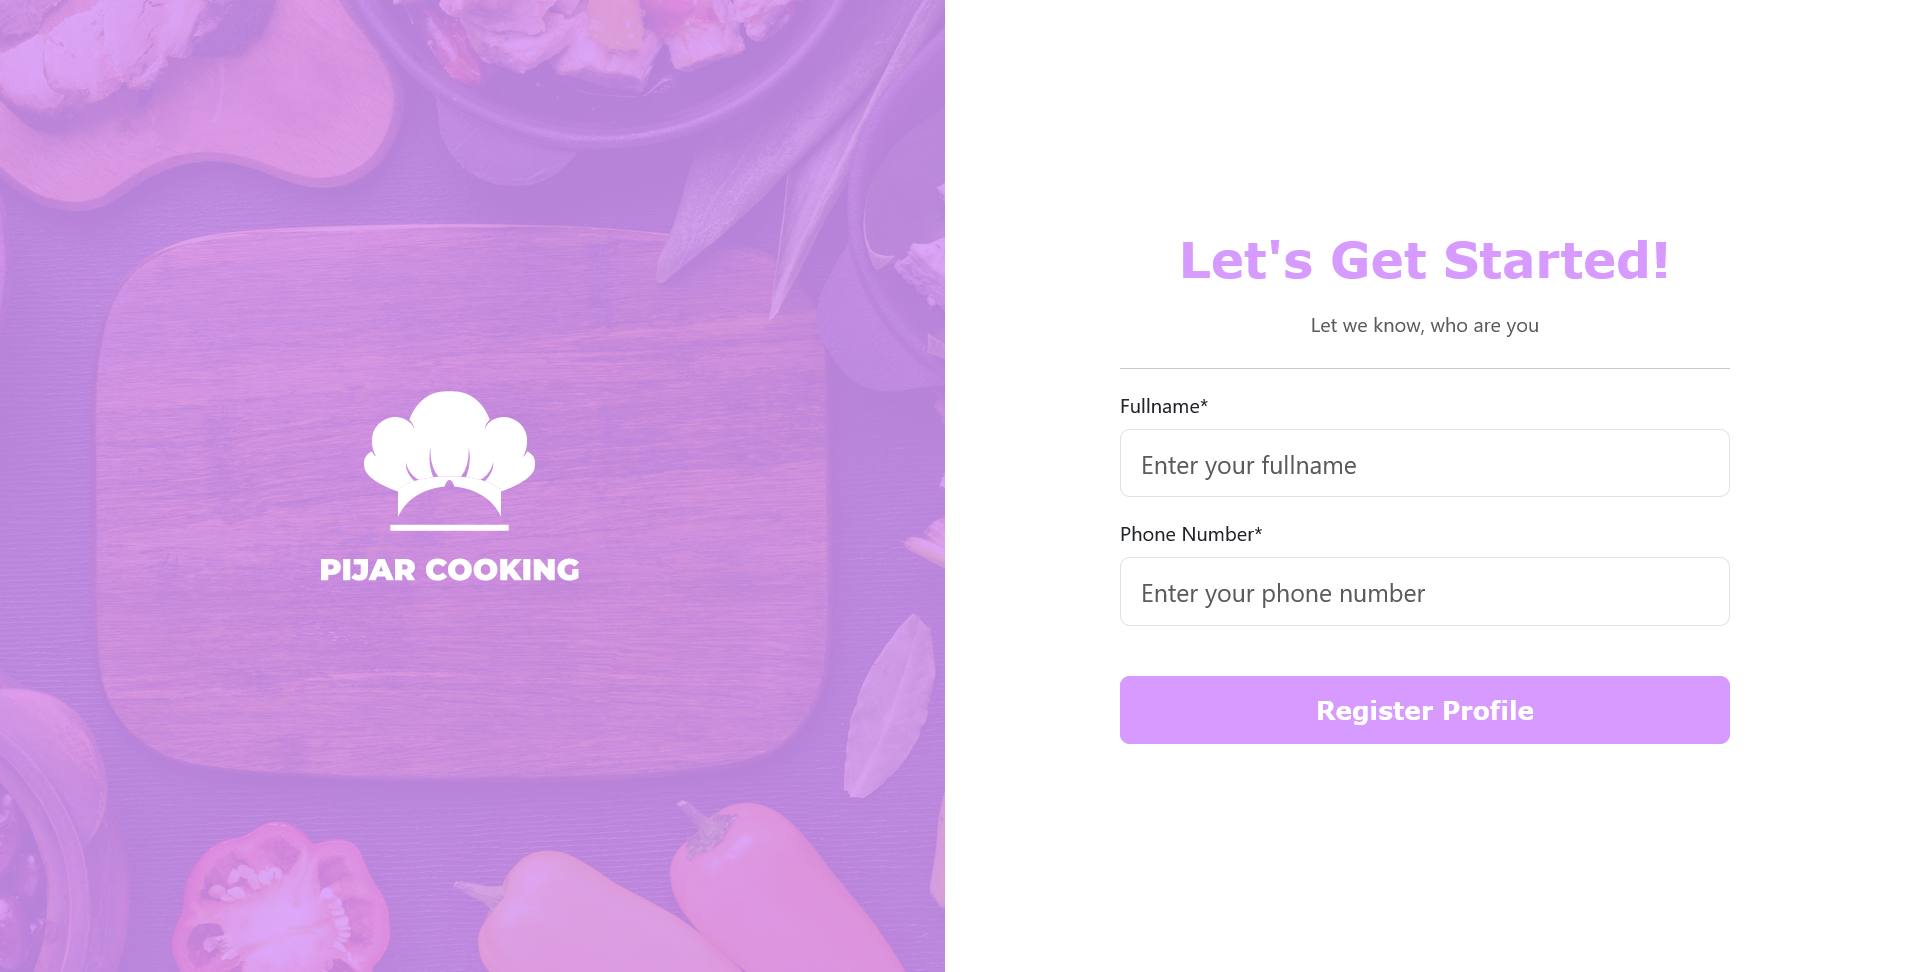 PIJAR COOKING
Let's Get Started!
Let we know, who are you
Fullname*
Enter your fullname
Phone Number*
Enter your phone number
Register Profile